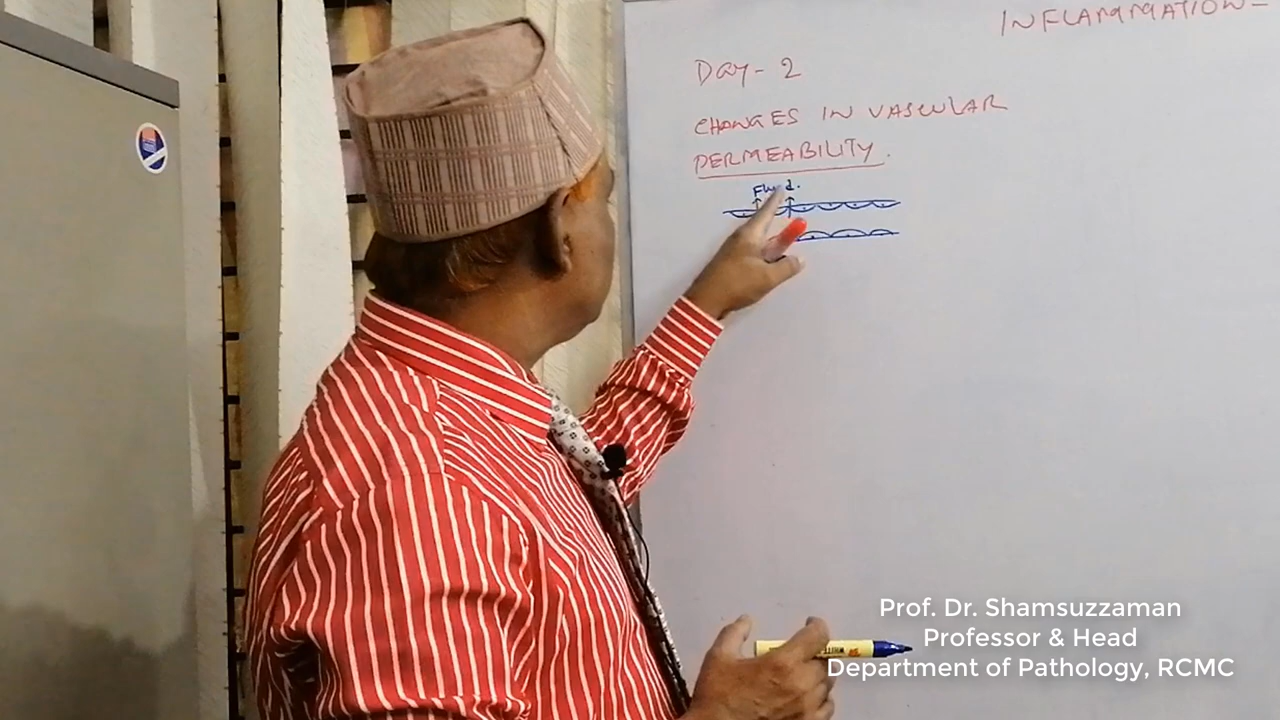 INFLAMMATION-
Day - 2
CHANGES IN VASCULAR
PERMEABILITY.
Fluid.
Prof. Dr. Shamsuzzaman
Professor & Head
Department of Pathology, RCMC